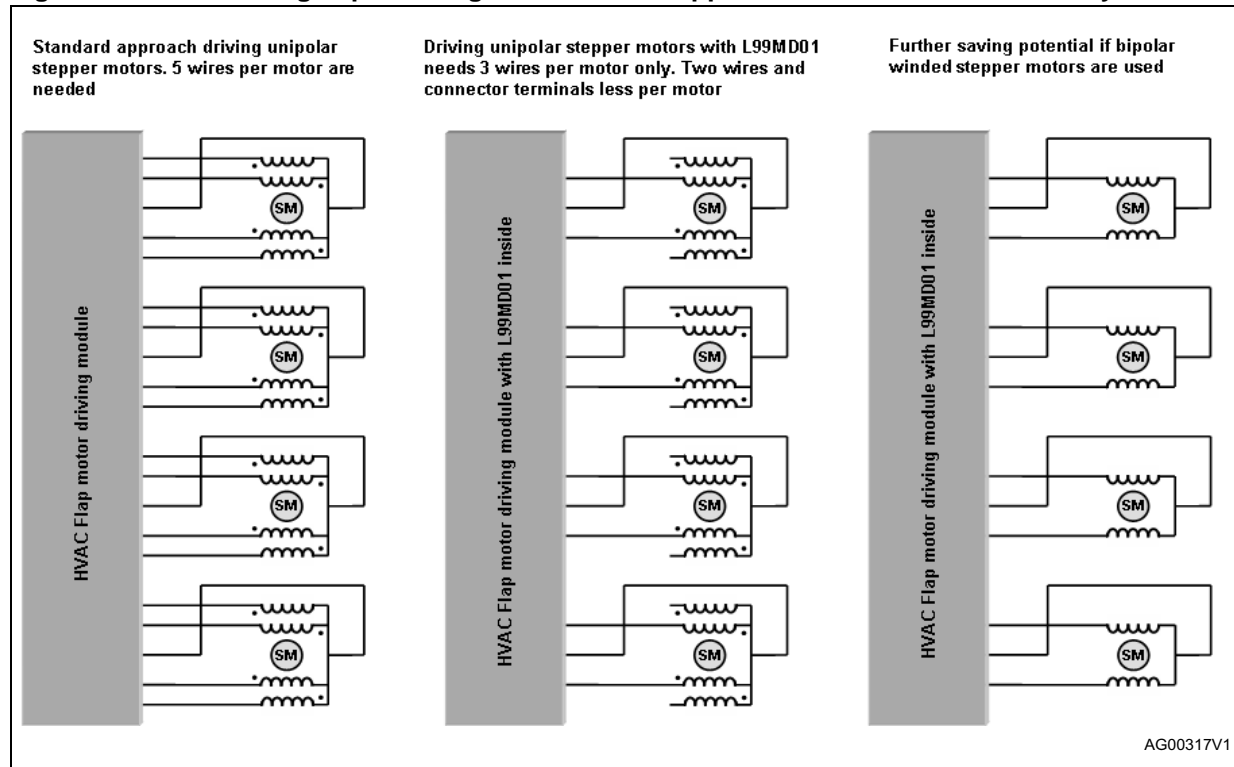 Standard approach driving unipolar
stepper motors. 5 wires per motor are
needed
Driving unipolar stepper motors with L99MD01
needs 3 wires per motor only. Two wires and
connector terminals less per motor
Further saving potential if bipolar
winded stepper motors are used
HVAC Flap motor driving module
SM
SM
SM
SM
HVAC Flap motor driving module with L99MD01 inside
SM
SM
SM
SM
HVAC Flap motor driving module with L99MD01 inside
SM
SM
SM
SM
AG00317V1